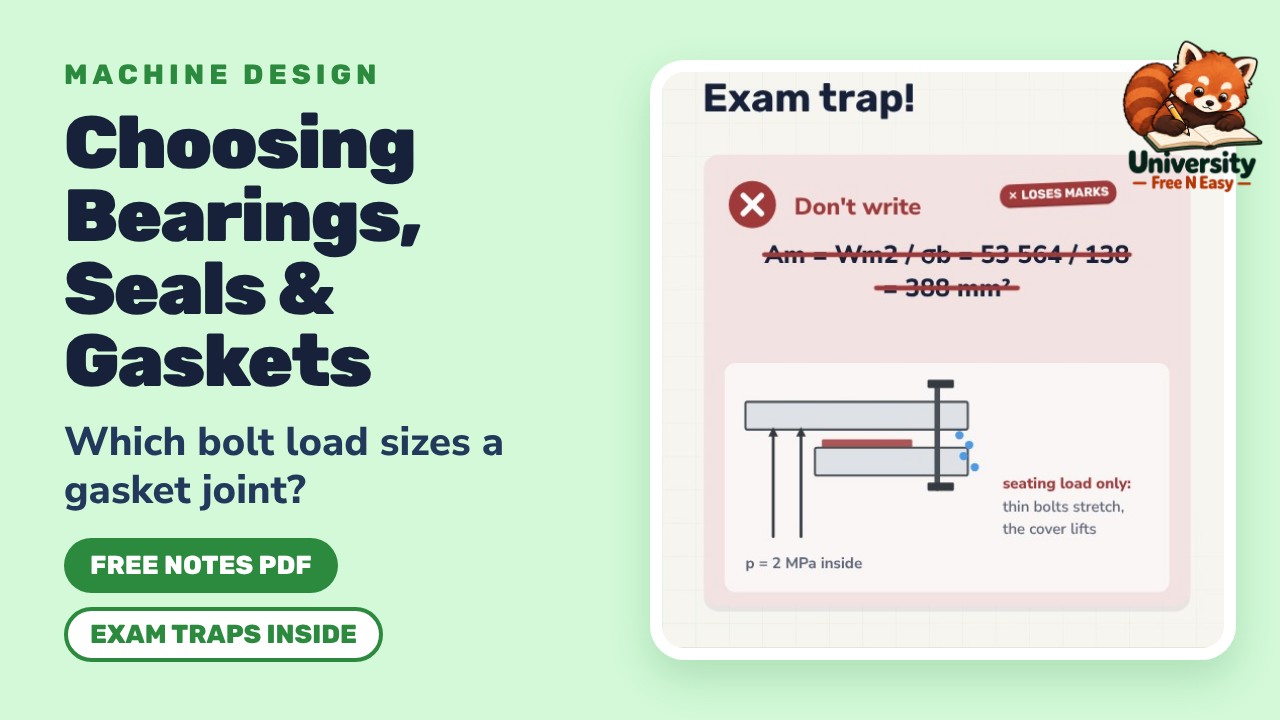 MACHINE DESIGN
Choosing
Bearings,
Seals &
Gaskets
Which bolt load sizes a
gasket joint?
FREE NOTES PDF
EXAM TRAPS INSIDE
Exam trap!
Don't write
× LOSES MARKS
Am = Wm2 / σb = 53 564 / 138
= 388 mm²
seating load only:
thin bolts stretch,
the cover lifts
p = 2 MPa inside
University
— Free N Easy —